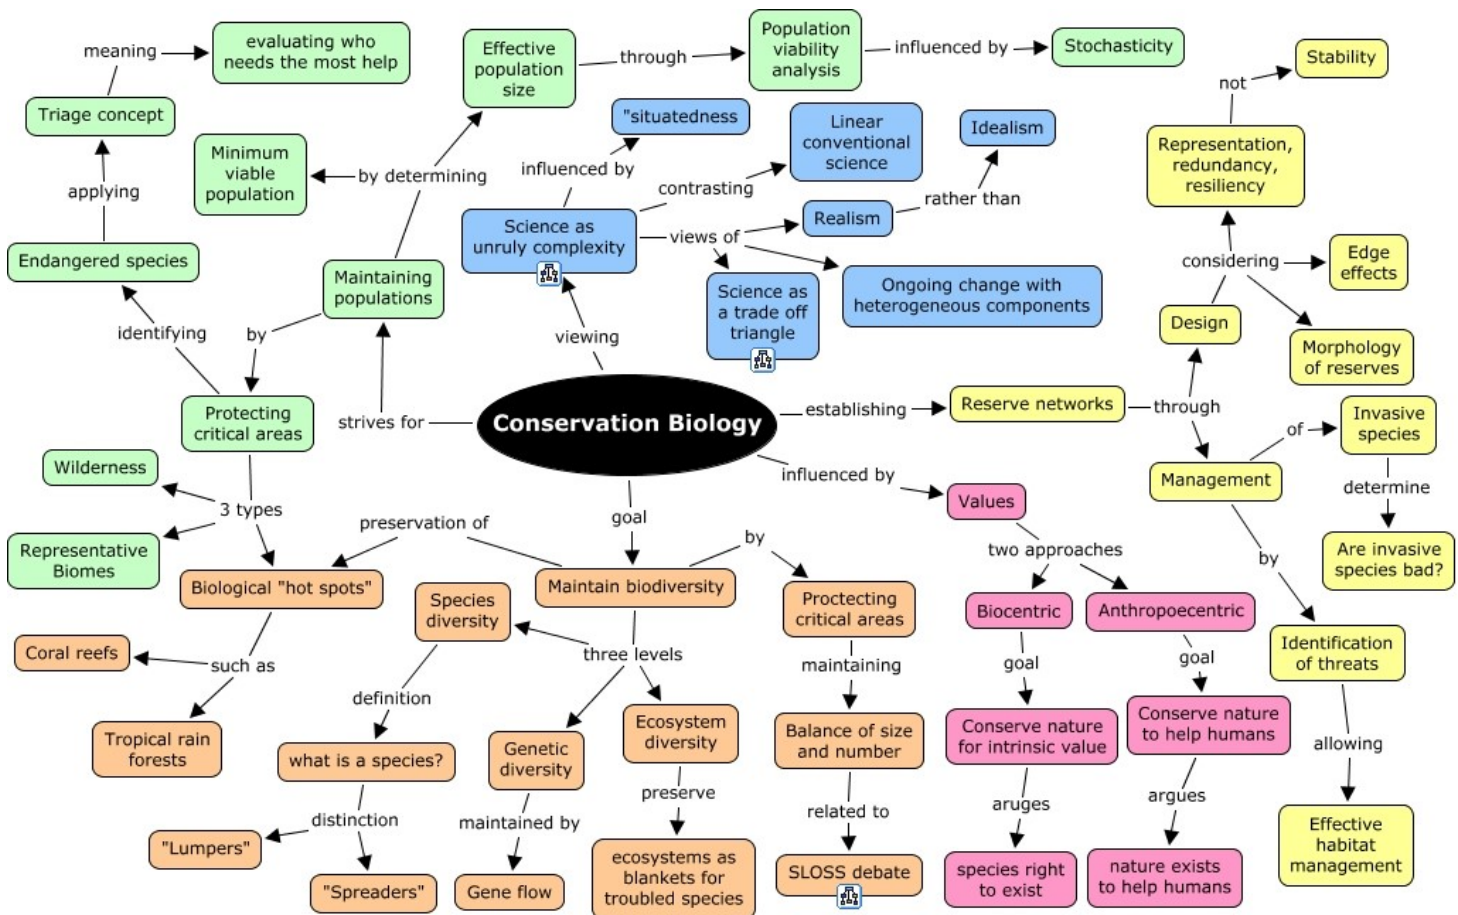 meaning
evaluating who
needs the most help
Triage concept
applying
Endangered species
identifying
Effective
population
size
through
Population
viability
analysis
influenced by
Stochasticity
Minimum
viable
population
by determining
Maintaining
populations
by
Protecting
critical areas
strives for
"situatedness
influenced by
Linear
conventional
science
contrasting
Idealism
rather than
Realism
views of
Science as
unruly complexity
Ongoing change with
heterogeneous components
Science as
a trade off
triangle
viewing
Conservation Biology
Stability
not
Representation,
redundancy,
resiliency
considering
Edge
effects
Design
Morphology
of reserves
establishing
Reserve networks
through
Management
of
Invasive
species
determine
Are invasive
species bad?
by
Identification
of threats
allowing
Effective
habitat
management
influenced by
Values
two approaches
Biocentric
Anthropoecentric
goal
goal
Conserve nature
for intrinsic value
Conserve nature
to help humans
aruges
argues
species right
to exist
nature exists
to help humans
Wilderness
3 types
Representative
Biomes
Biological "hot spots"
preservation of
goal
Maintain biodiversity
by
Proctecting
critical areas
maintaining
Balance of size
and number
related to
SLOSS debate
Coral reefs
such as
Tropical rain
forests
Species
diversity
three levels
definition
what is a species?
distinction
"Lumpers"
"Spreaders"
Genetic
diversity
maintained by
Gene flow
Ecosystem
diversity
preserve
ecosystems as
blankets for
troubled species